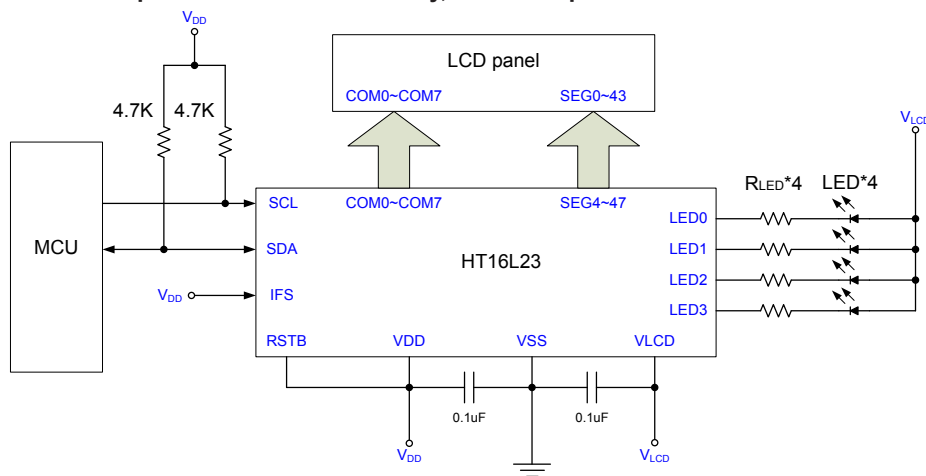 VDD
LCD panel
COM0~COM7 SEG0~43
4.7K 4.7K
VLCD
MCU
SCL
COM0~COM7 SEG4~47
RLED*4 LED*4
LED0
SDA
LED1
HT16L23
LED2
VDD
IFS
LED3
RSTB VDD VSS VLCD
0.1uF 0.1uF
VDD VLCD